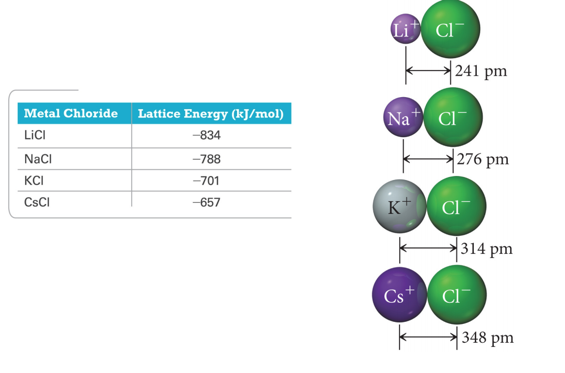 Metal Chloride Lattice Energy (kJ/mol)
LiCl −834
NaCl −788
KCl −701
CsCl −657
Li⁺ Cl⁻
241 pm
Na⁺ Cl⁻
276 pm
K⁺ Cl⁻
314 pm
Cs⁺ Cl⁻
348 pm